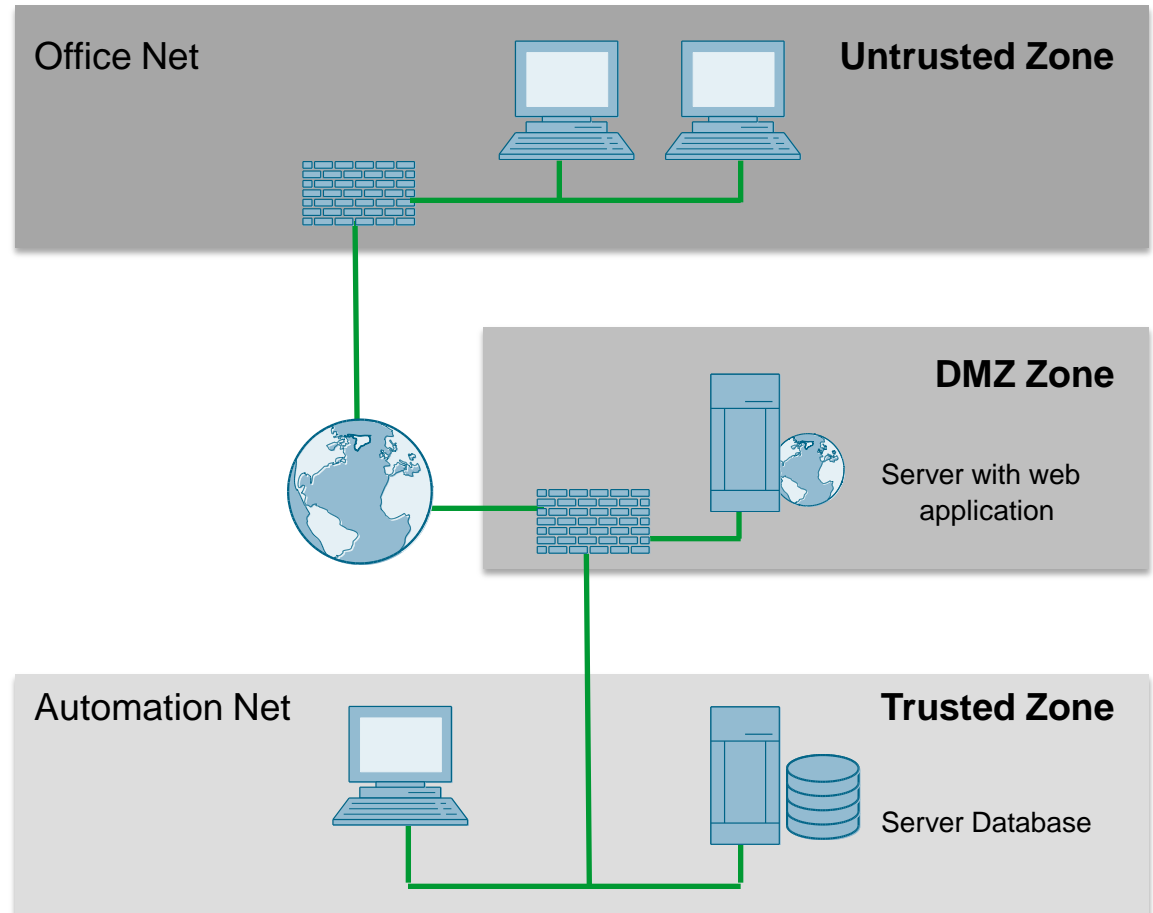 Office Net
Untrusted Zone
DMZ Zone
Server with web
application
Automation Net
Trusted Zone
Server Database